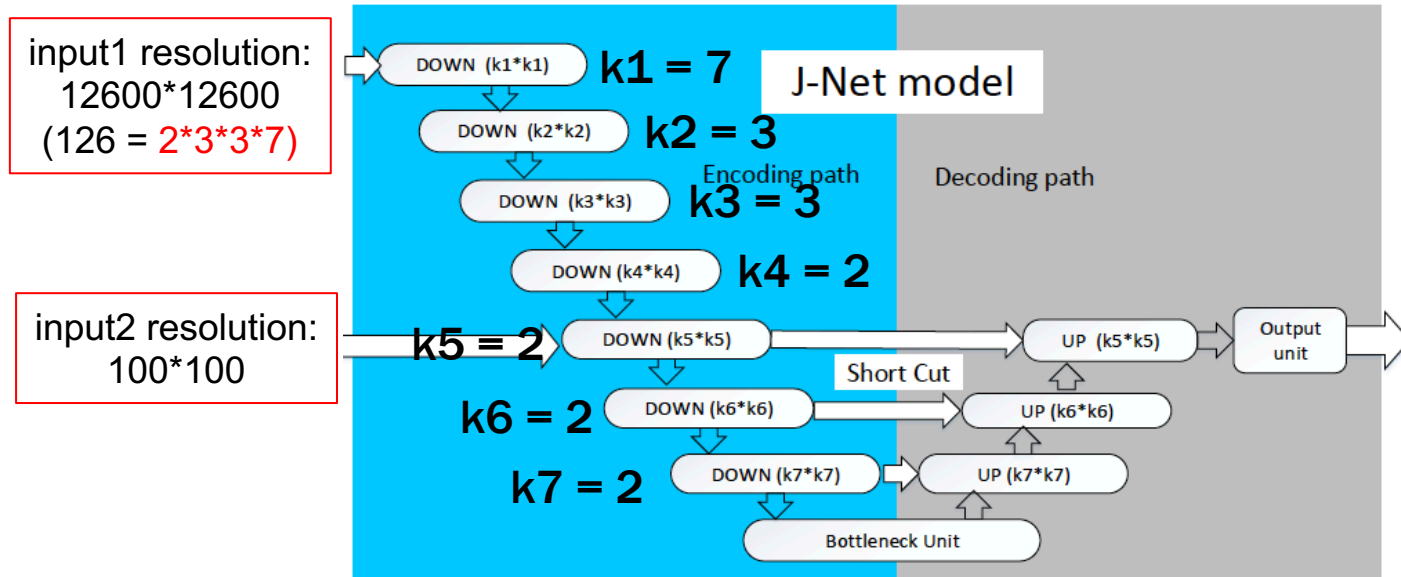 input1 resolution:
12600*12600
(126 = 2*3*3*7)
DOWN (k1*k1)
k1 = 7
J-Net model
DOWN (k2*k2)
k2 = 3
Encoding path
Decoding path
DOWN (k3*k3)
k3 = 3
DOWN (k4*k4)
k4 = 2
input2 resolution:
100*100
k5 = 2
DOWN (k5*k5)
UP (k5*k5)
Output
unit
Short Cut
k6 = 2
DOWN (k6*k6)
UP (k6*k6)
k7 = 2
DOWN (k7*k7)
UP (k7*k7)
Bottleneck Unit